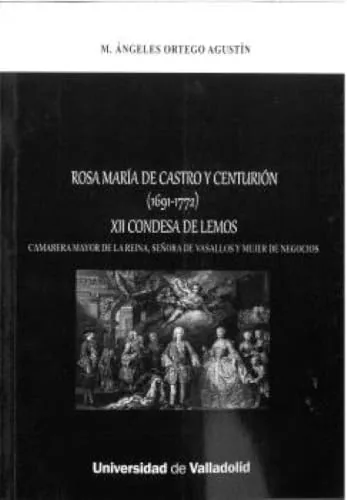 M. ÁNGELES ORTEGO AGUSTÍN
ROSA MARÍA DE CASTRO Y CENTURIÓN
(1691-1772)
XII CONDESA DE LEMOS
CAMARERA MAYOR DE LA REINA, SEÑORA DE VASALLOS Y MUJER DE NEGOCIOS
Universidad de Valladolid